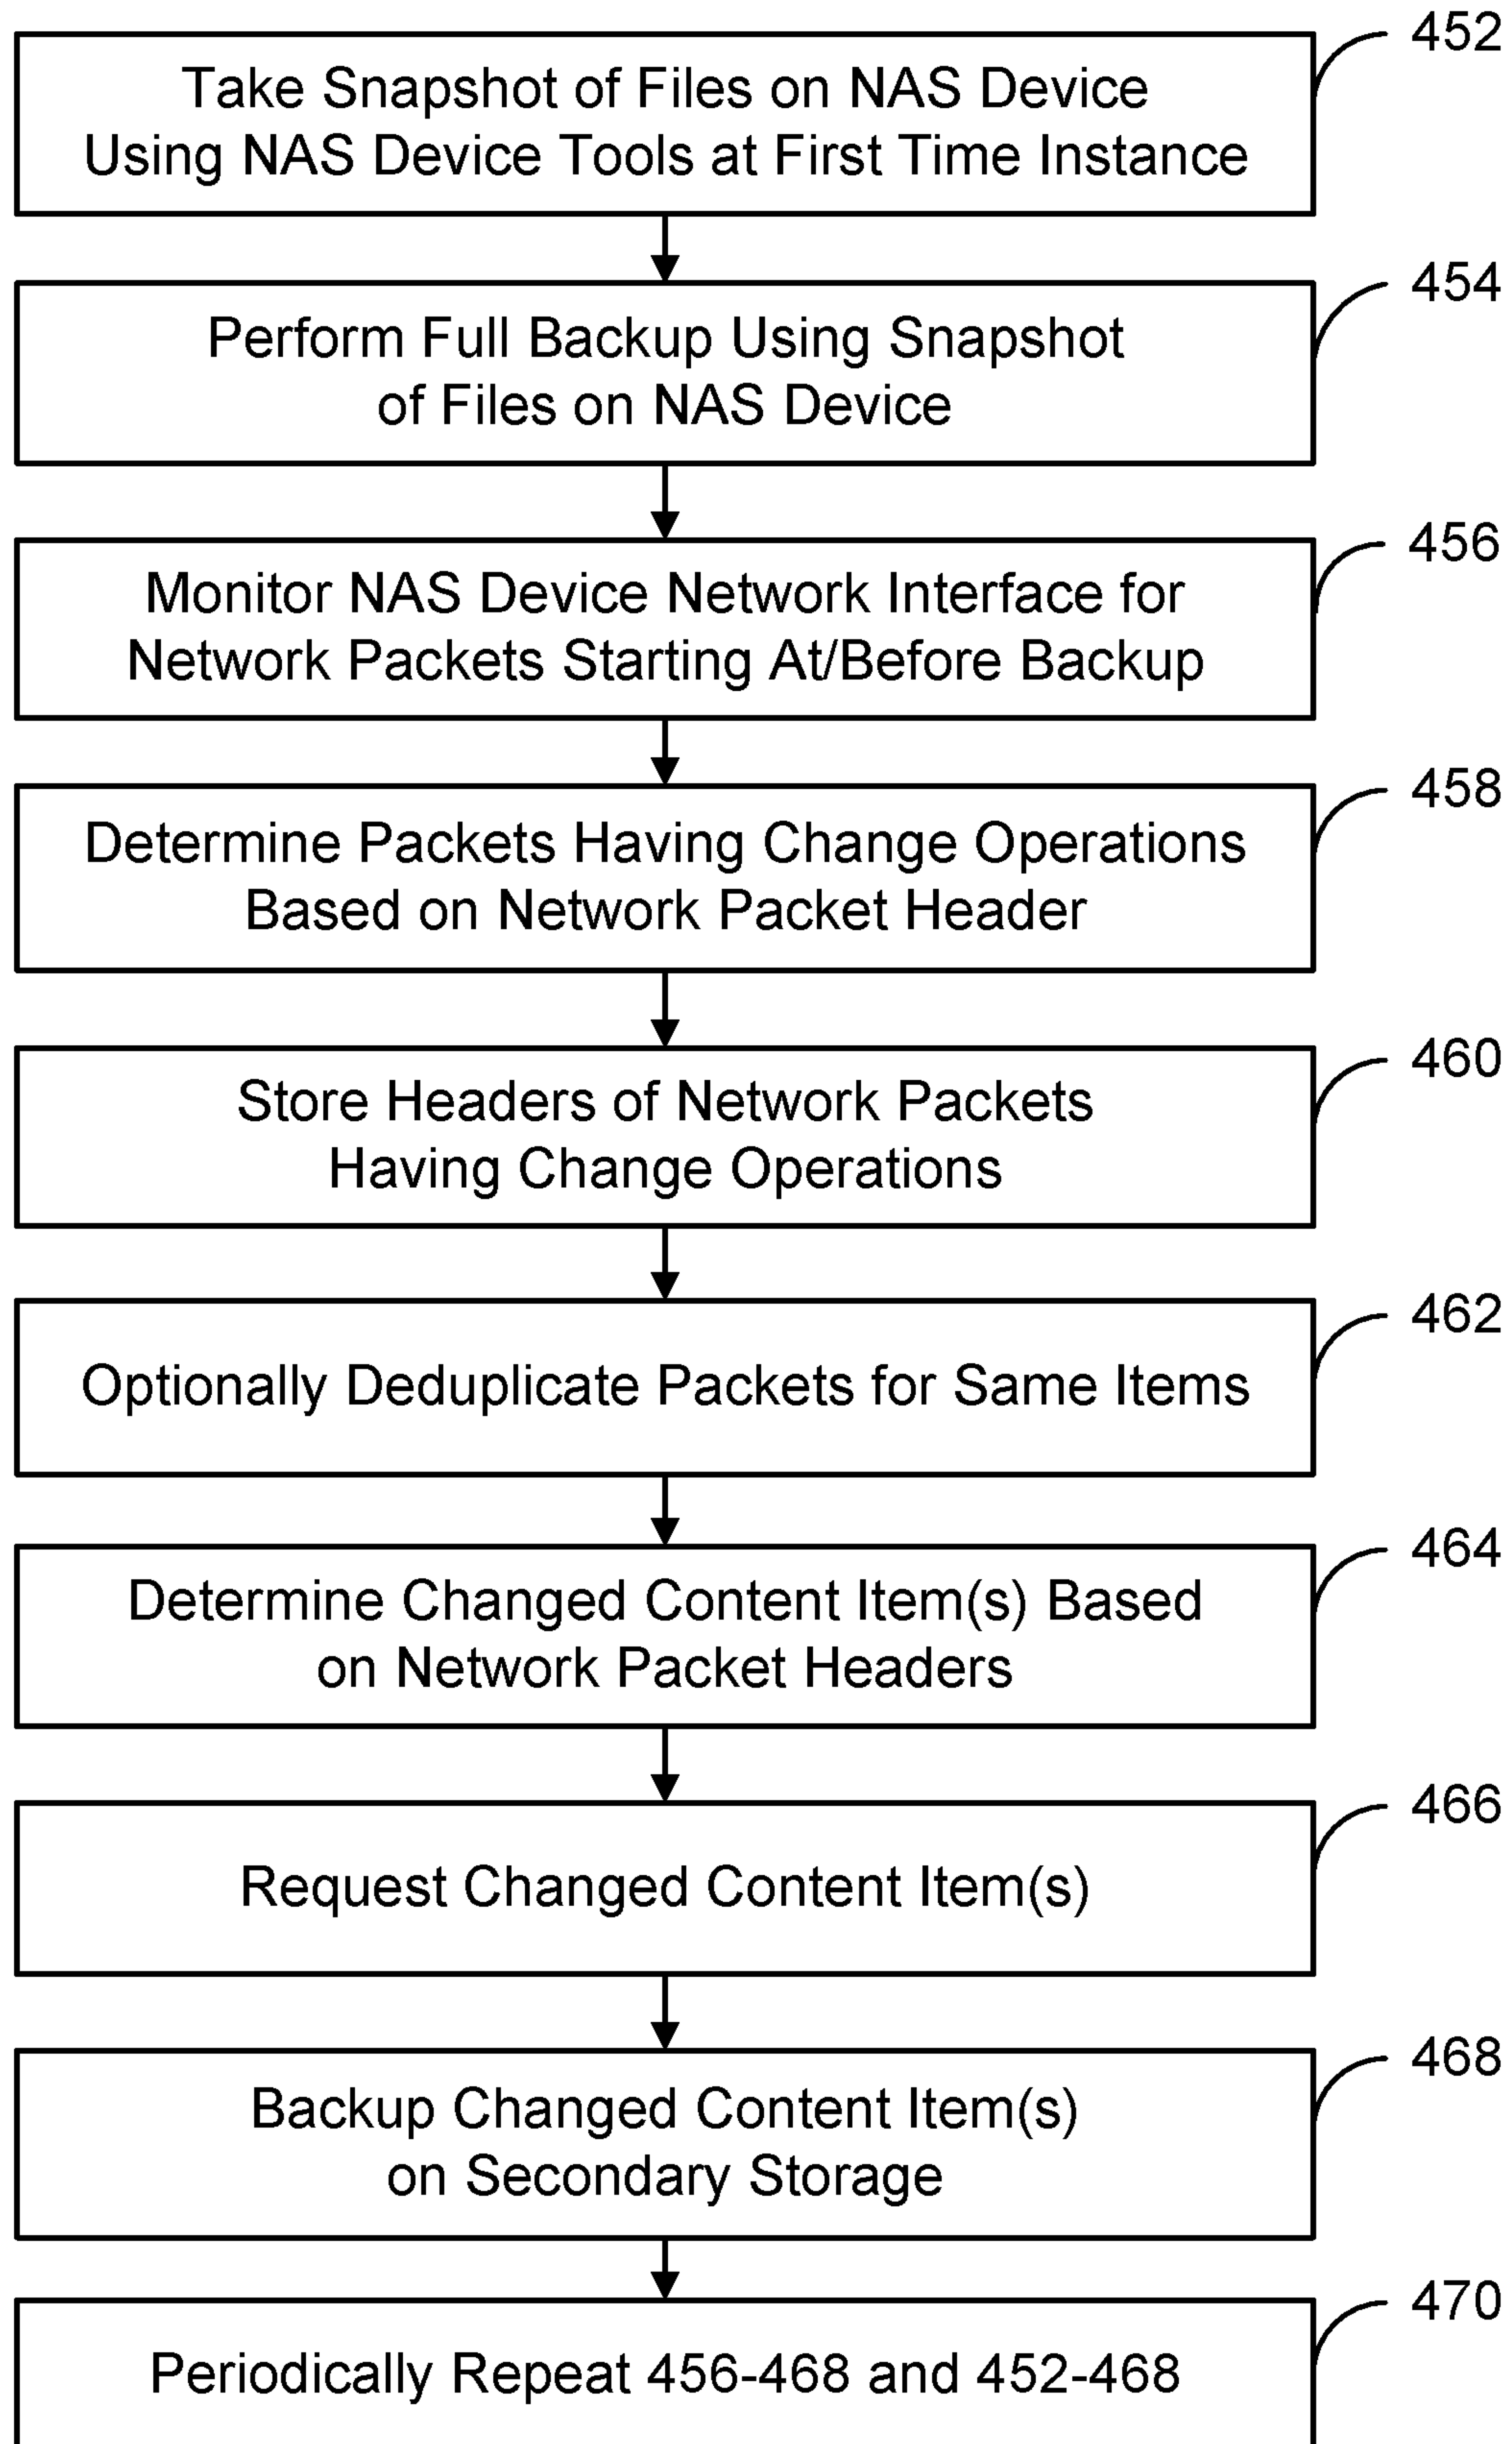 452
Take Snapshot of Files on NAS Device
Using NAS Device Tools at First Time Instance
454
Perform Full Backup Using Snapshot
of Files on NAS Device
456
Monitor NAS Device Network Interface for
Network Packets Starting At/Before Backup
458
Determine Packets Having Change Operations
Based on Network Packet Header
460
Store Headers of Network Packets
Having Change Operations
462
Optionally Deduplicate Packets for Same Items
464
Determine Changed Content Item(s) Based
on Network Packet Headers
466
Request Changed Content Item(s)
468
Backup Changed Content Item(s)
on Secondary Storage
470
Periodically Repeat 456-468 and 452-468